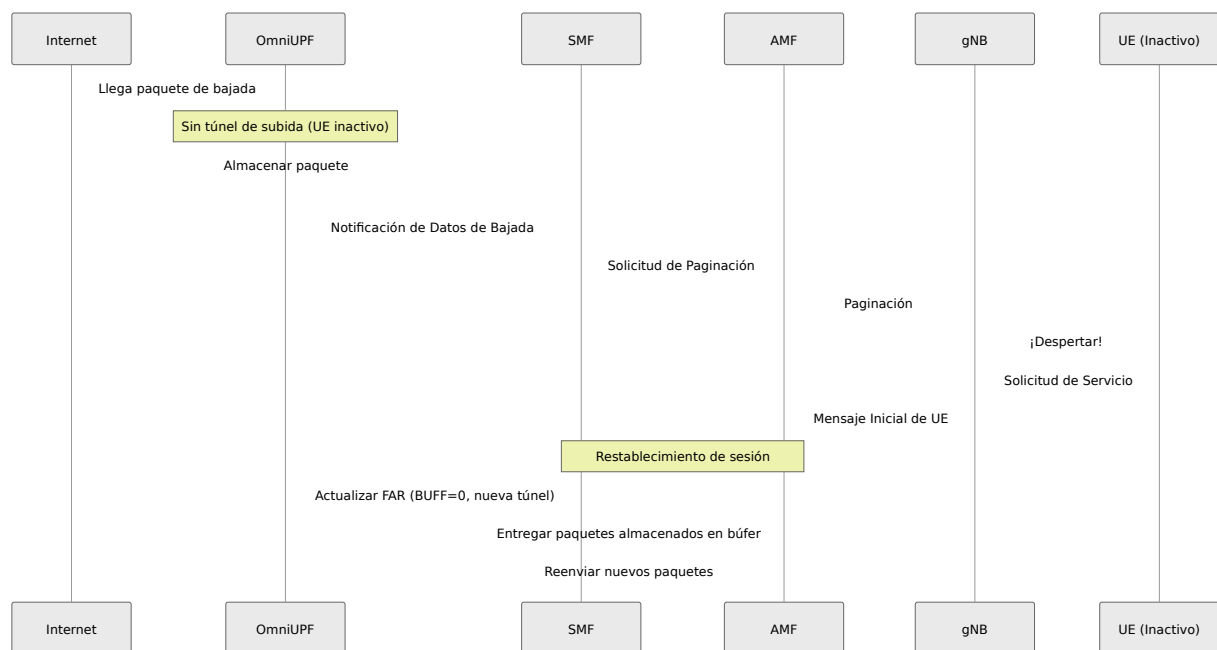 Internet
OmniUPF
SMF
AMF
gNB
UE (Inactivo)
Llega paquete de bajada
Sin túnel de subida (UE inactivo)
Almacenar paquete
Notificación de Datos de Bajada
Solicitud de Paginación
Paginación
¡Despertar!
Solicitud de Servicio
Mensaje Inicial de UE
Restablecimiento de sesión
Actualizar FAR (BUFF=0, nueva túnel)
Entregar paquetes almacenados en búfer
Reenviar nuevos paquetes
Internet
OmniUPF
SMF
AMF
gNB
UE (Inactivo)